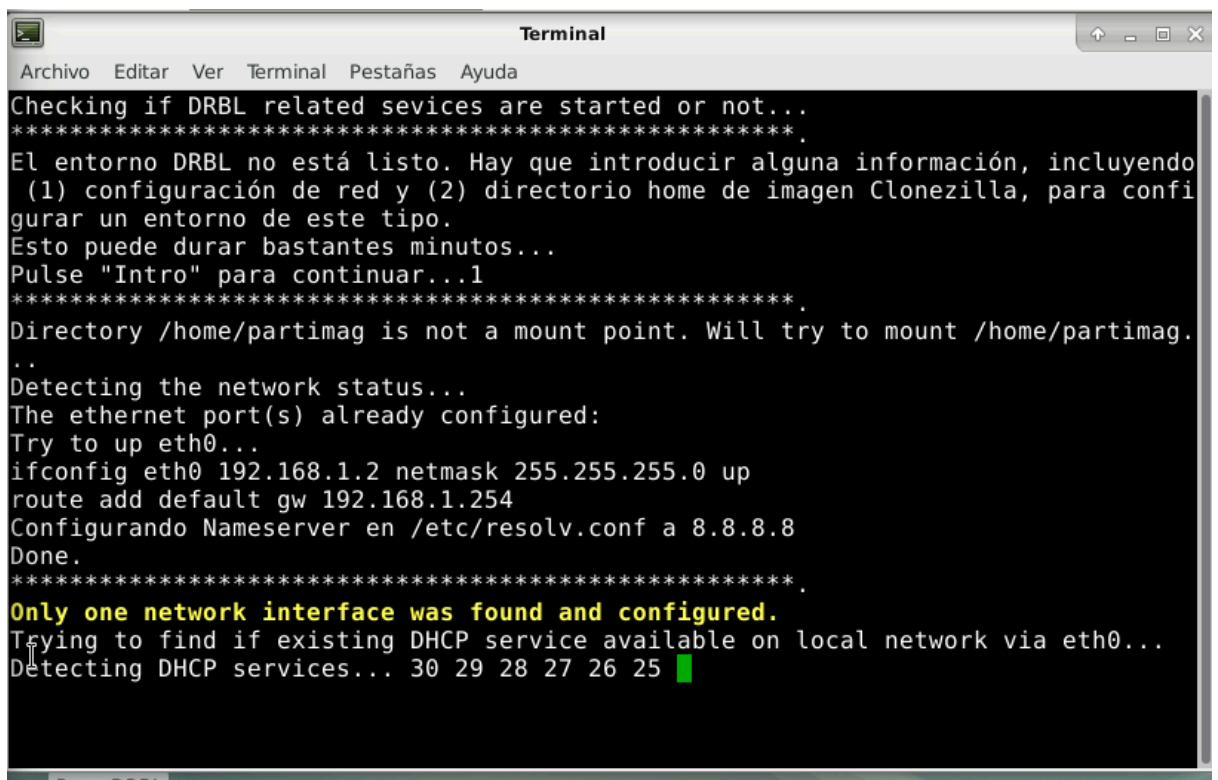 Terminal
Archivo Editar Ver Terminal Pestañas Ayuda
Checking if DRBL related sevices are started or not...
******************************************************.
El entorno DRBL no está listo. Hay que introducir alguna información, incluyendo
(1) configuración de red y (2) directorio home de imagen Clonezilla, para confi
gurar un entorno de este tipo.
Esto puede durar bastantes minutos...
Pulse "Intro" para continuar...1
******************************************************.
Directory /home/partimag is not a mount point. Will try to mount /home/partimag.
..
Detecting the network status...
The ethernet port(s) already configured:
Try to up eth0...
ifconfig eth0 192.168.1.2 netmask 255.255.255.0 up
route add default gw 192.168.1.254
Configurando Nameserver en /etc/resolv.conf a 8.8.8.8
Done.
******************************************************.
Only one network interface was found and configured.
Trying to find if existing DHCP service available on local network via eth0...
Detecting DHCP services... 30 29 28 27 26 25